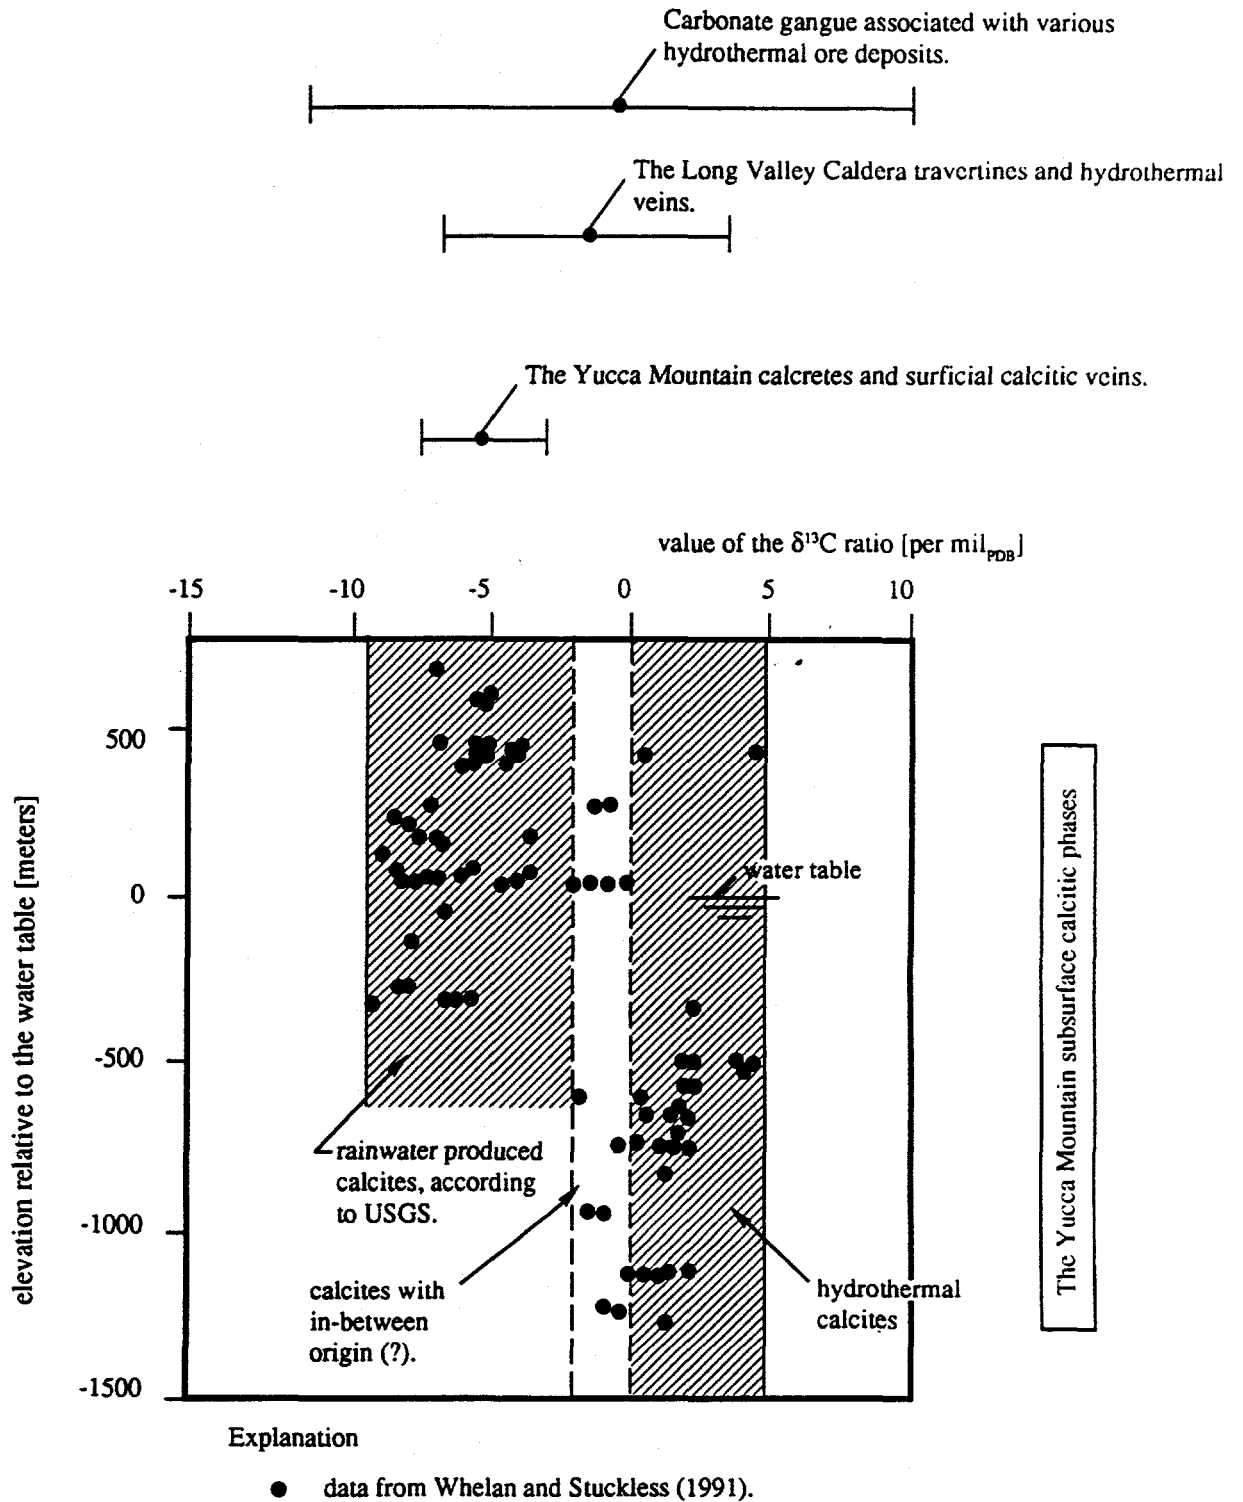 Carbonate gangue associated with various
hydrothermal ore deposits.
The Long Valley Caldera travertines and hydrothermal
veins.
The Yucca Mountain calcretes and surficial calcitic veins.
value of the δ¹³C ratio [per mil PDB]
-15 -10 -5 0 5 10
500
0
-500
-1000
-1500
elevation relative to the water table [meters]
water table
rainwater produced
calcites, according
to USGS.
calcites with
in-between
origin (?).
hydrothermal
calcites
The Yucca Mountain subsurface calcitic phases
Explanation
data from Whelan and Stuckless (1991).